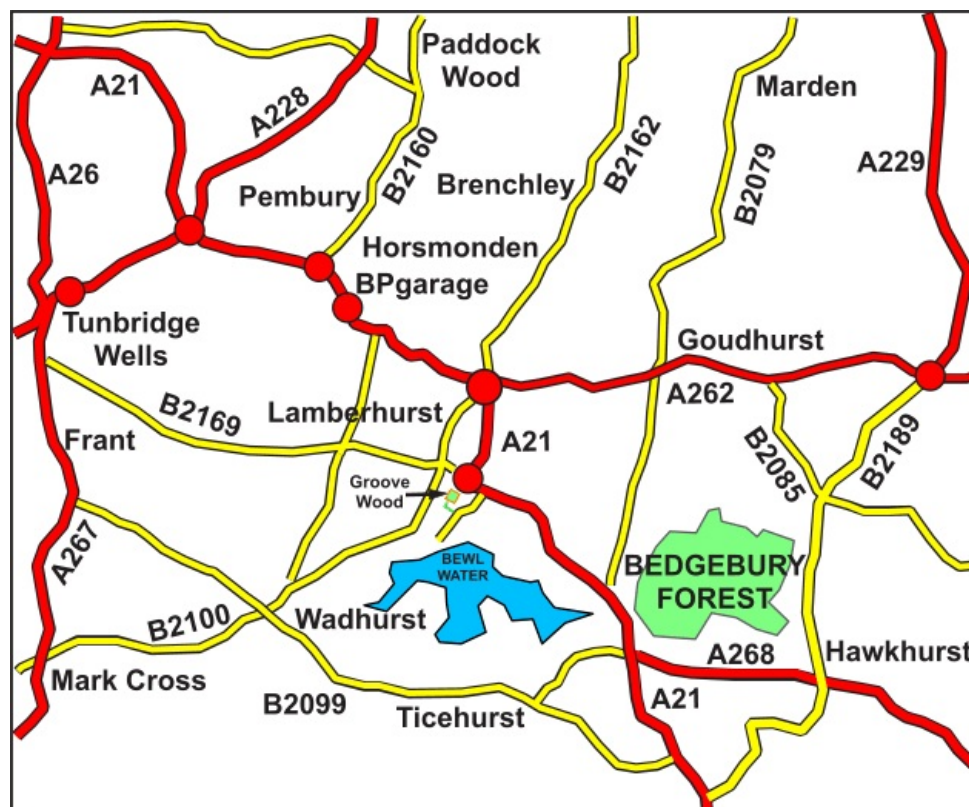 Paddock
Wood
A21
A228
Marden
A26
B2160
B2162
B2079
A229
Pembury
Brenchley
Horsmonden
BPgarage
Tunbridge
Wells
Goudhurst
A262
B2169
Lamberhurst
A21
B2085
B2189
Frant
Groove
Wood
A267
BEWL
WATER
BEDGEBURY
FOREST
B2100
Wadhurst
Mark Cross
B2099
Ticehurst
A268
Hawkhurst
A21